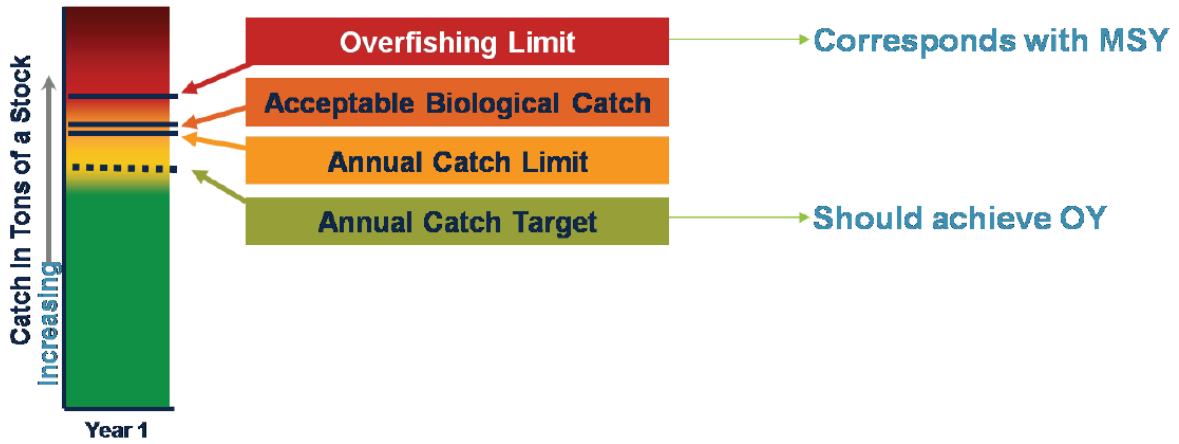 Overfishing Limit
Corresponds with MSY
Acceptable Biological Catch
Annual Catch Limit
Annual Catch Target
Should achieve OY
Catch In Tons of a Stock
Increasing
Year 1